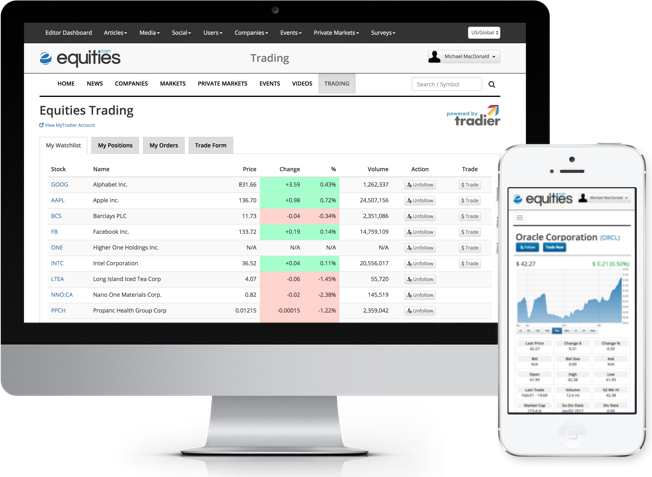 Editor Dashboard Articles Media Social Users Companies Events Private Markets Surveys US/Global
equities.com Trading Michael MacDonald
HOME NEWS COMPANIES MARKETS PRIVATE MARKETS EVENTS VIDEOS TRADING Search / Symbol
Equities Trading
View MyTradier Account
powered by
tradier
My Watchlist My Positions My Orders Trade Form
Stock Name Price Change % Volume Action Trade
GOOG Alphabet Inc. 831.66 +3.59 0.43% 1,262,337 Unfollow $ Trade
AAPL Apple Inc. 136.70 +0.98 0.72% 24,507,156 Unfollow $ Trade
BCS Barclays PLC 11.73 -0.04 -0.34% 2,351,086 Unfollow $ Trade
FB Facebook Inc. 133.72 +0.19 0.14% 14,759,109 Unfollow $ Trade
ONE Higher One Holdings Inc. N/A N/A N/A N/A Unfollow $ Trade
INTC Intel Corporation 36.52 +0.04 0.11% 20,556,017 Unfollow $ Trade
LTEA Long Island Iced Tea Corp 4.07 -0.06 -1.45% 55,720 Unfollow
NNO:CA Nano One Materials Corp. 0.82 -0.02 -2.38% 145,519 Unfollow
PPCH Propanc Health Group Corp 0.01215 -0.00015 -1.22% 2,359,042 Unfollow
equities.com Michael MacDonald
Oracle Corporation (ORCL)
Follow Trade Now
$ 42.27 $ 0.21 (0.50%)
Last Price Change $ Change %
42.27 0.21 0.50
Bid Bid Size Ask
N/A 0.00 N/A
Open High Low
41.99 42.38 41.93
Last Trade Volume 52 Wk Hi
12.4 mi 42.38
Market Cap Ex-Div Date Div Rate